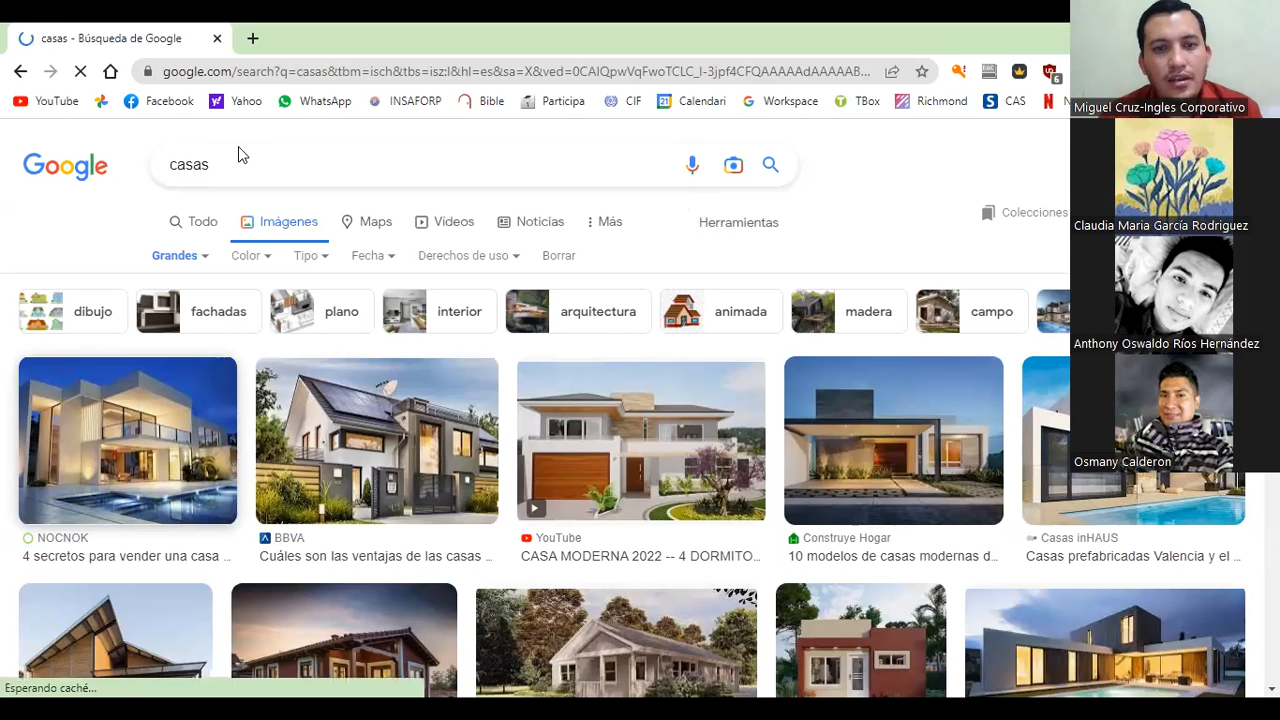 casas - Búsqueda de Google
google.com/search?q=casas&tbm=isch&tbs=isz:l&hl=es&sa=X&ved=0CAIQpwVqFwoTCLC_l-3jpf4CFQAAAAAdAAAAAB...
6
YouTube
Facebook
Yahoo
WhatsApp
INSAFORP
Bible
Participa
CIF
Calendari
Workspace
TBox
Richmond
CAS
Google
casas
Todo
Imágenes
Maps
Videos
Noticias
Más
Herramientas
Colecciones
Grandes
Color
Tipo
Fecha
Derechos de uso
Borrar
dibujo
fachadas
plano
interior
arquitectura
animada
madera
campo
NOCNOK
4 secretos para vender una casa ...
BBVA
Cuáles son las ventajas de las casas ...
YouTube
CASA MODERNA 2022 -- 4 DORMITO...
Construye Hogar
10 modelos de casas modernas d...
Casas inHAUS
Casas prefabricadas Valencia y el ...
Esperando caché...
Miguel Cruz-Ingles Corporativo
Claudia Maria García Rodriguez
Anthony Oswaldo Ríos Hernández
Osmany Calderon